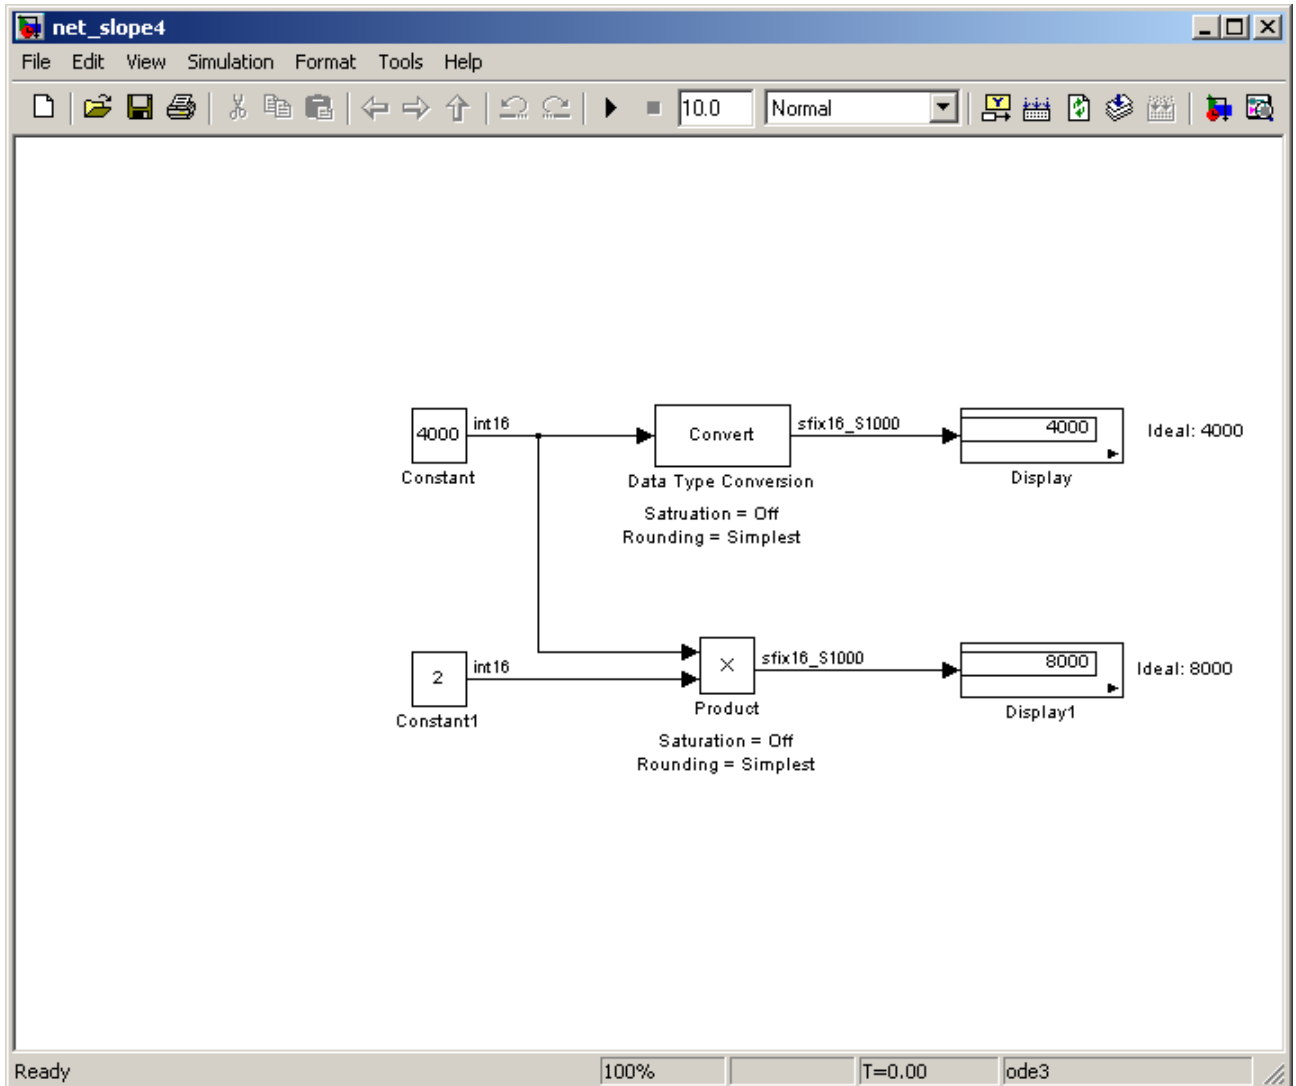 net_slope4
File Edit View Simulation Format Tools Help
10.0 Normal
4000 int16 Convert sfix16_S1000 4000 Ideal: 4000
Constant Data Type Conversion Display
Satruation = Off
Rounding = Simplest
2 int16 × sfix16_S1000 8000 Ideal: 8000
Constant1 Product Display1
Saturation = Off
Rounding = Simplest
Ready 100% T=0.00 ode3